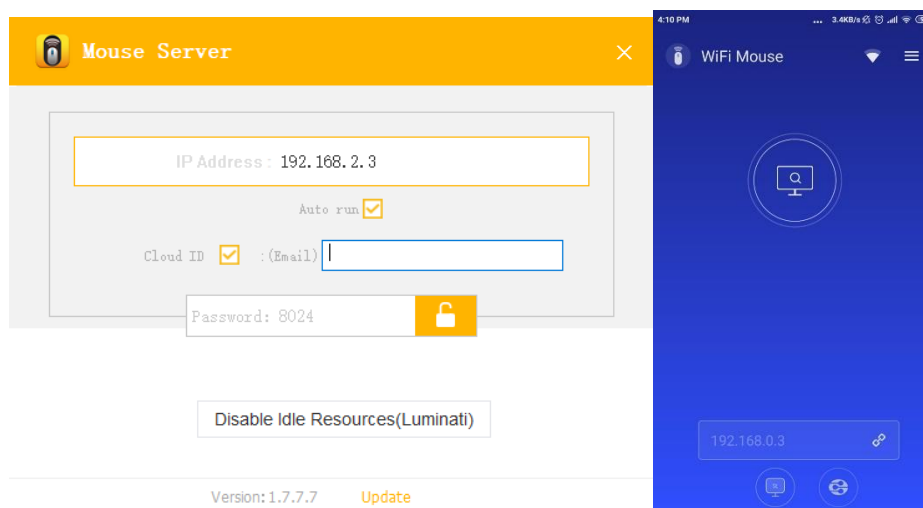 Mouse Server
IP Address : 192.168.2.3
Auto run
Cloud ID : (Email)
Password: 8024
Disable Idle Resources(Luminati)
Version: 1.7.7.7 Update
4:10 PM ... 3.4KB/s
WiFi Mouse
192.168.0.3